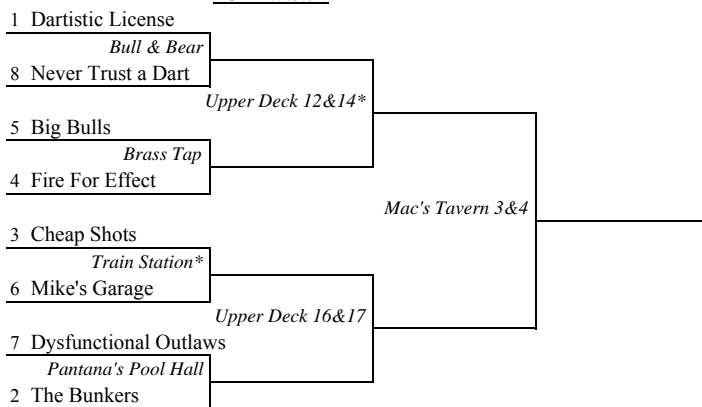 1 Dartistic License
Bull & Bear
8 Never Trust a Dart
Upper Deck 12&14*
5 Big Bulls
Brass Tap
4 Fire For Effect
Mac's Tavern 3&4
3 Cheap Shots
Train Station*
6 Mike's Garage
Upper Deck 16&17
7 Dysfunctional Outlaws
Pantana's Pool Hall
2 The Bunkers